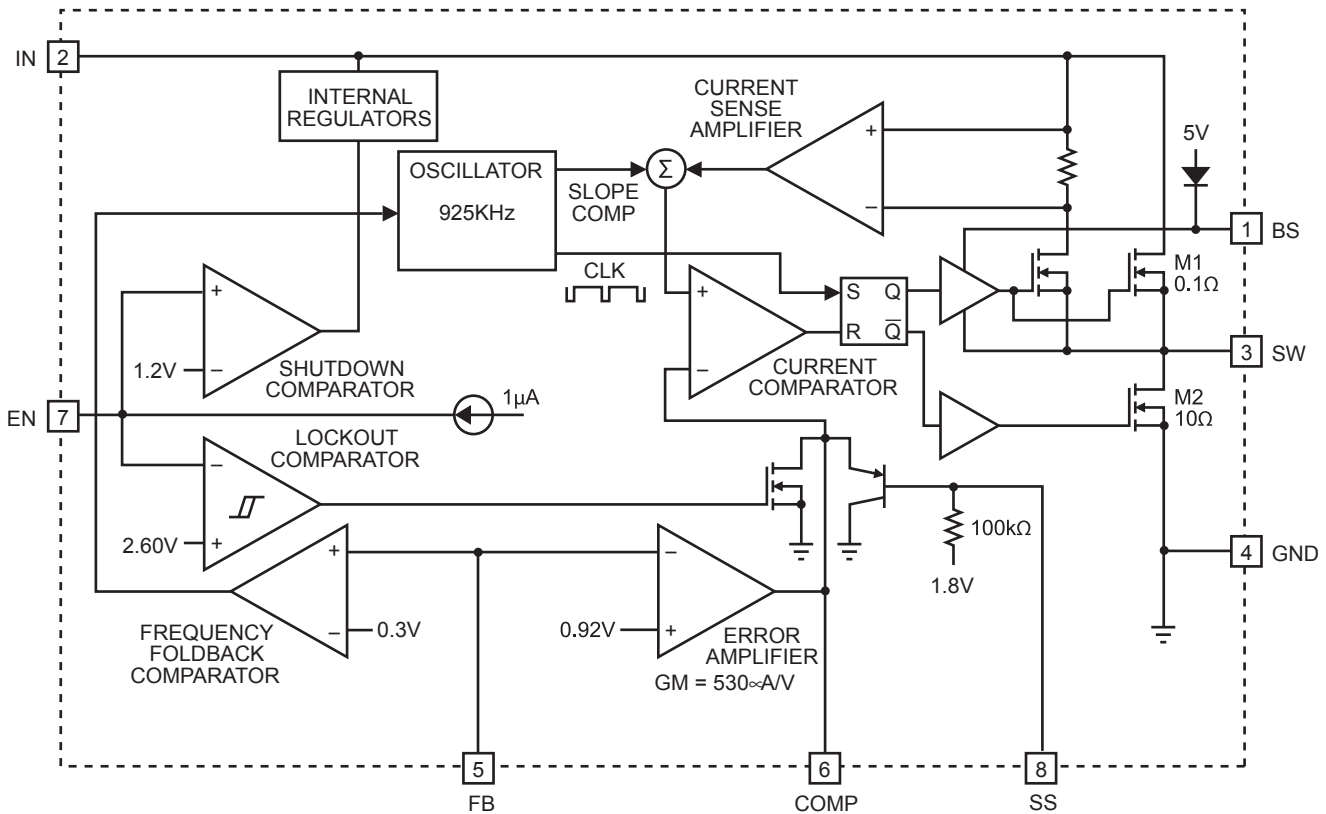 IN
2
INTERNAL
REGULATORS
CURRENT
SENSE
AMPLIFIER
+
−
5V
OSCILLATOR
925KHz
SLOPE
COMP
Σ
1
BS
CLK
M1
0.1Ω
S Q
R Q̅
+
−
CURRENT
COMPARATOR
3
SW
+
1.2V
−
SHUTDOWN
COMPARATOR
EN
7
1µA
M2
10Ω
LOCKOUT
COMPARATOR
−
2.60V
+
100kΩ
1.8V
4
GND
+
−
0.3V
FREQUENCY
FOLDBACK
COMPARATOR
−
0.92V
+
ERROR
AMPLIFIER
GM = 530∝A/V
5
FB
6
COMP
8
SS